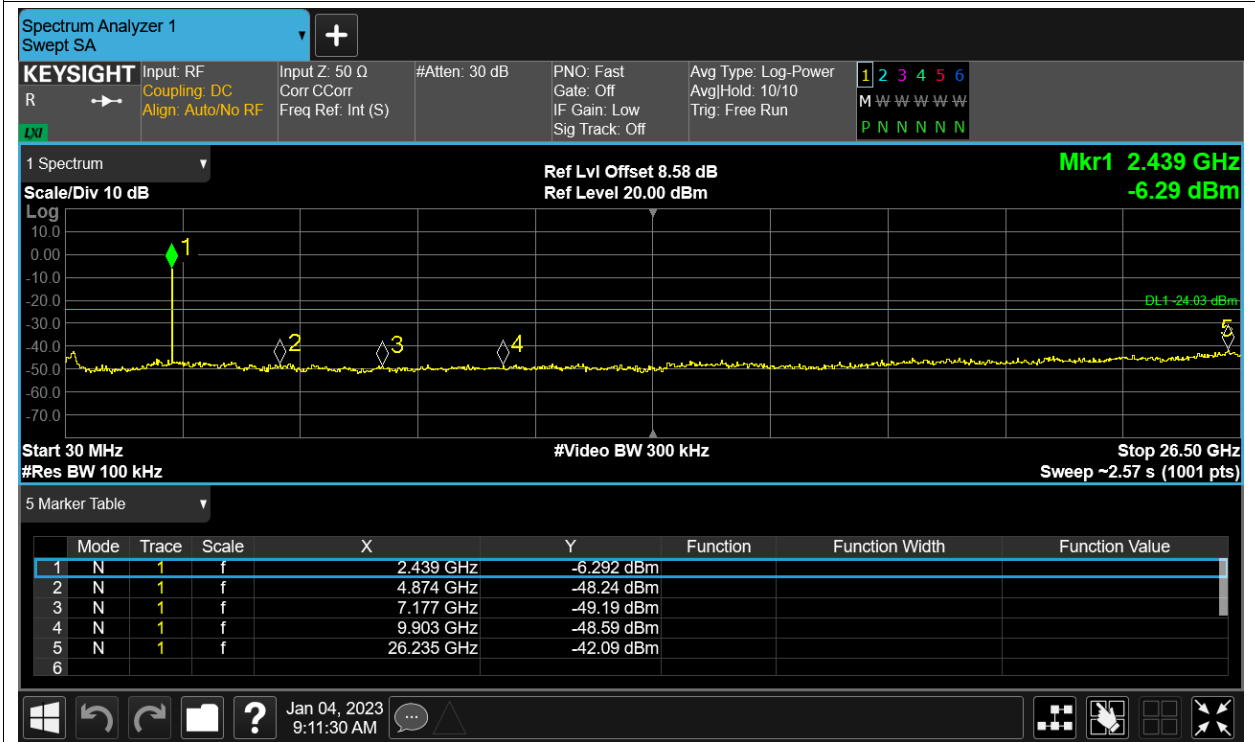 Spectrum Analyzer 1
Swept SA
+
KEYSIGHT
R
LXI
Input: RF
Coupling: DC
Align: Auto/No RF
Input Z: 50 Ω
Corr CCorr
Freq Ref: Int (S)
#Atten: 30 dB
PNO: Fast
Gate: Off
IF Gain: Low
Sig Track: Off
Avg Type: Log-Power
Avg|Hold: 10/10
Trig: Free Run
1 2 3 4 5 6
M W W W W W
P N N N N N
1 Spectrum
Scale/Div 10 dB
Ref Lvl Offset 8.58 dB
Ref Level 20.00 dBm
Mkr1 2.439 GHz
-6.29 dBm
Log
10.0
0.00
-10.0
-20.0
-30.0
-40.0
-50.0
-60.0
-70.0
1
2
3
4
5
DL1 -24.03 dBm
Start 30 MHz
#Res BW 100 kHz
#Video BW 300 kHz
Stop 26.50 GHz
Sweep ~2.57 s (1001 pts)
5 Marker Table
Mode Trace Scale X Y Function Function Width Function Value
1 N 1 f 2.439 GHz -6.292 dBm
2 N 1 f 4.874 GHz -48.24 dBm
3 N 1 f 7.177 GHz -49.19 dBm
4 N 1 f 9.903 GHz -48.59 dBm
5 N 1 f 26.235 GHz -42.09 dBm
6
?
Jan 04, 2023
9:11:30 AM